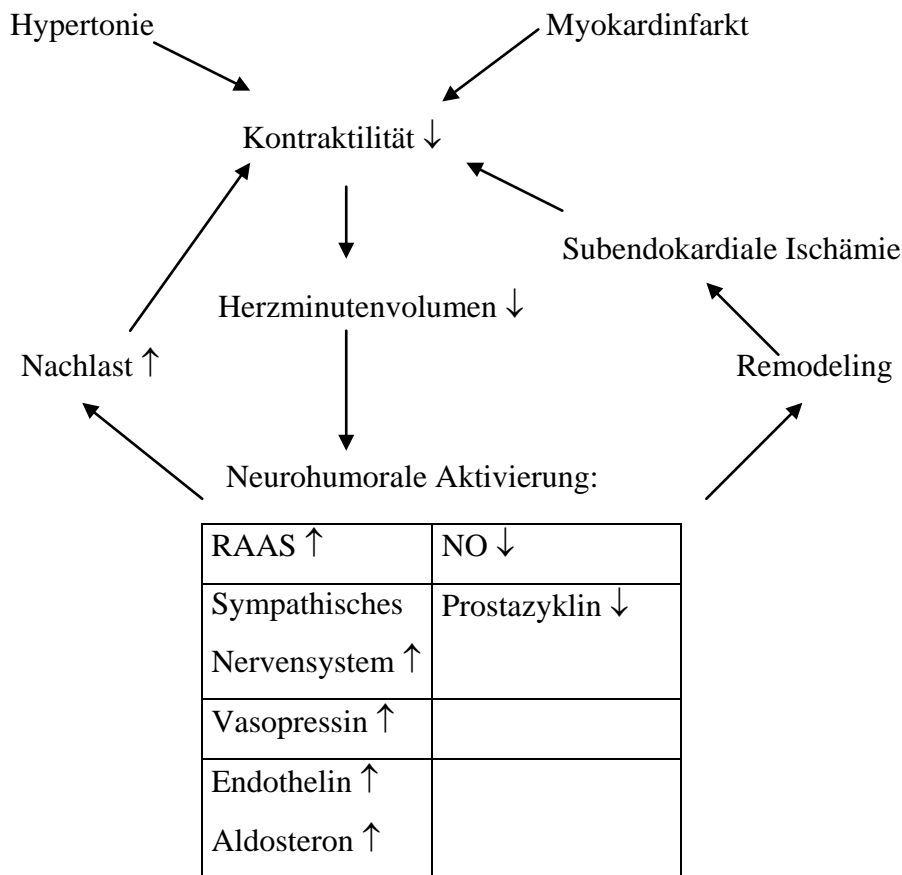 Hypertonie
Myokardinfarkt
Kontraktilität ↓
Subendokardiale Ischämie
Herzminutenvolumen ↓
Nachlast ↑
Remodeling
Neurohumorale Aktivierung:
RAAS ↑
NO ↓
Sympathisches
Nervensystem ↑
Prostazyklin ↓
Vasopressin ↑
Endothelin ↑
Aldosteron ↑